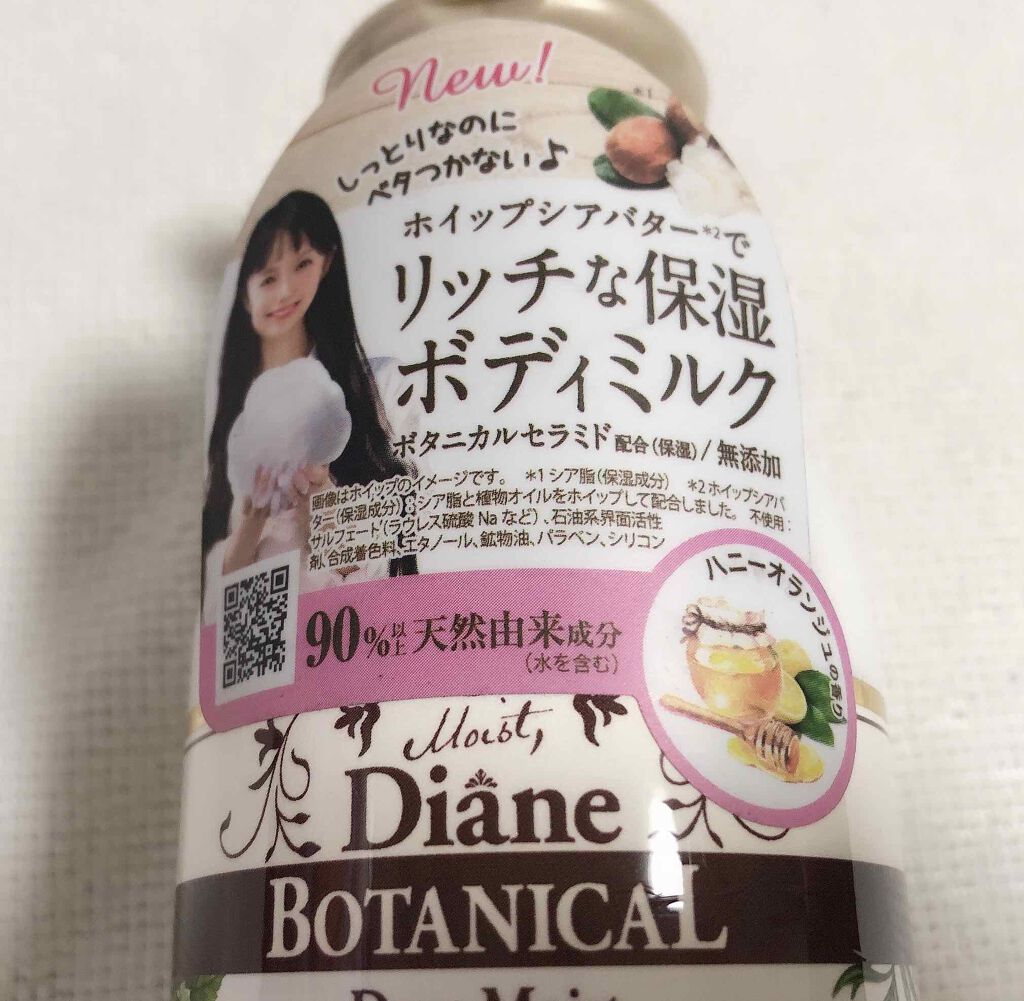 New!
*1
しっとりなのに
ベタつかない♪
ホイップシアバター*2で
リッチな保湿
ボディミルク
ボタニカルセラミド 配合(保湿)/無添加
画像はホイップのイメージです。 *1 シア脂(保湿成分) *2 ホイップシアバ
ター(保湿成分):シア脂と植物オイルをホイップして配合しました。 不使用:
サルフェート(ラウレス硫酸Naなど)、石油系界面活性
剤、合成着色料、エタノール、鉱物油、パラベン、シリコン
90%以上天然由来成分
(水を含む)
ハニーオランジュの香り
Moist,
Diane
BOTANICAL
Deep Moist